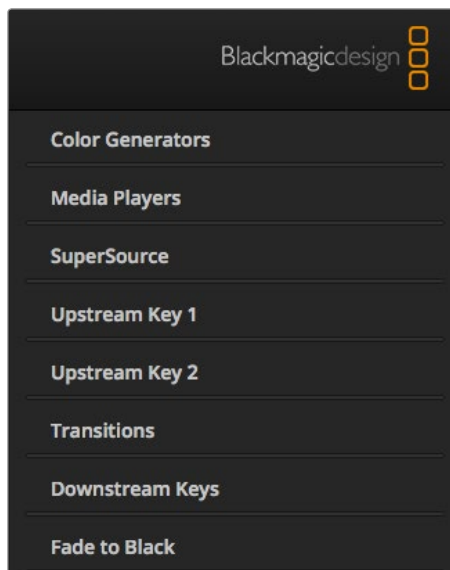 Blackmagicdesign
Color Generators
Media Players
SuperSource
Upstream Key 1
Upstream Key 2
Transitions
Downstream Keys
Fade to Black